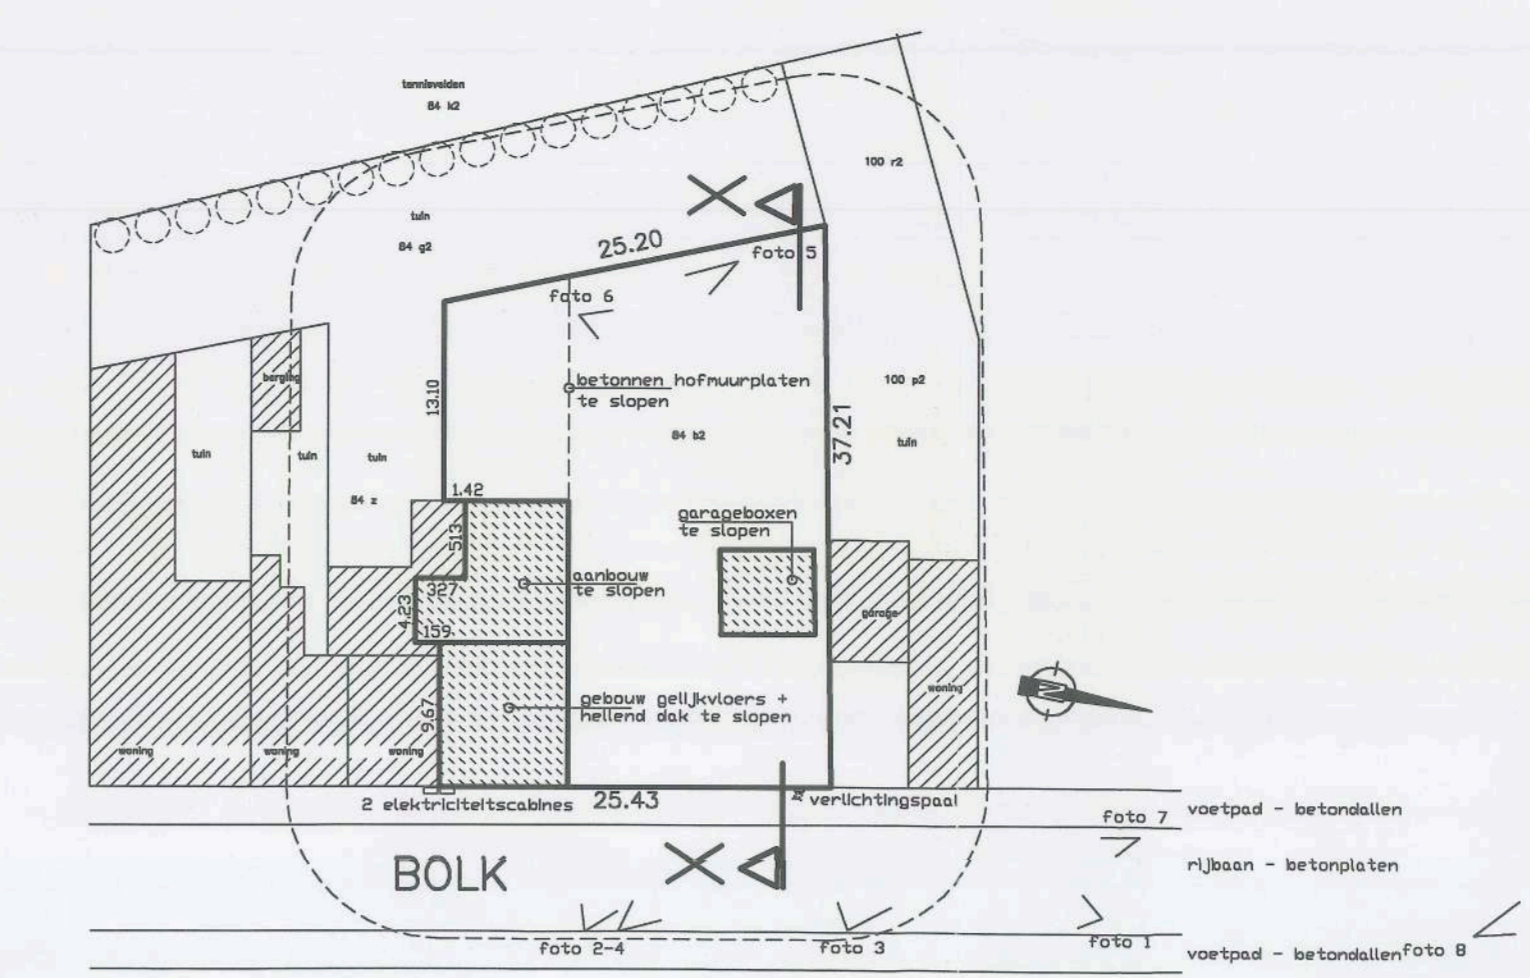 tennisvelden
84 k2
100 r2
tuin
84 g2
25.20
foto 5
foto 6
berging
13.10
betonnen hofmuurplaten
te slopen
100 p2
84 b2
37.21
tuin
tuin
tuin
tuin
84 z
1.42
garageboxen
te slopen
513
aanbouw
te slopen
327
4.23
159
garage
gebouw gelijkvloers +
hellend dak te slopen
9.67
woning
N
woning
woning
woning
2 elektriciteitscabines
25.43
verlichtingspaal
foto 7
voetpad - betondallen
BOLK
X
X
rijbaan - betonplaten
foto 2-4
foto 3
foto 1
voetpad - betondallen
foto 8